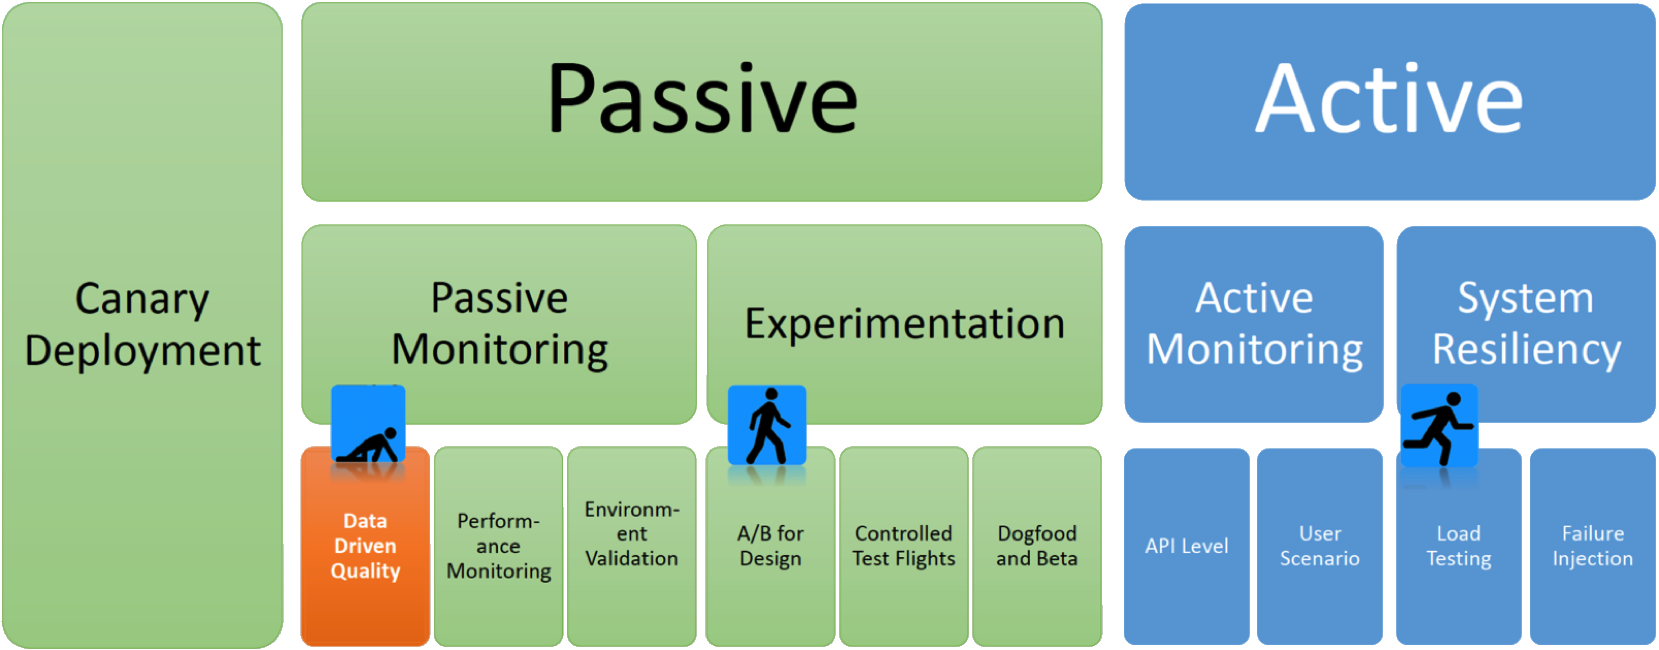 Passive
Active
Canary
Deployment
Passive
Monitoring
Experimentation
Active
Monitoring
System
Resiliency
Data
Driven
Quality
Perform-
ance
Monitoring
Environm-
ent
Validation
A/B for
Design
Controlled
Test Flights
Dogfood
and Beta
API Level
User
Scenario
Load
Testing
Failure
Injection